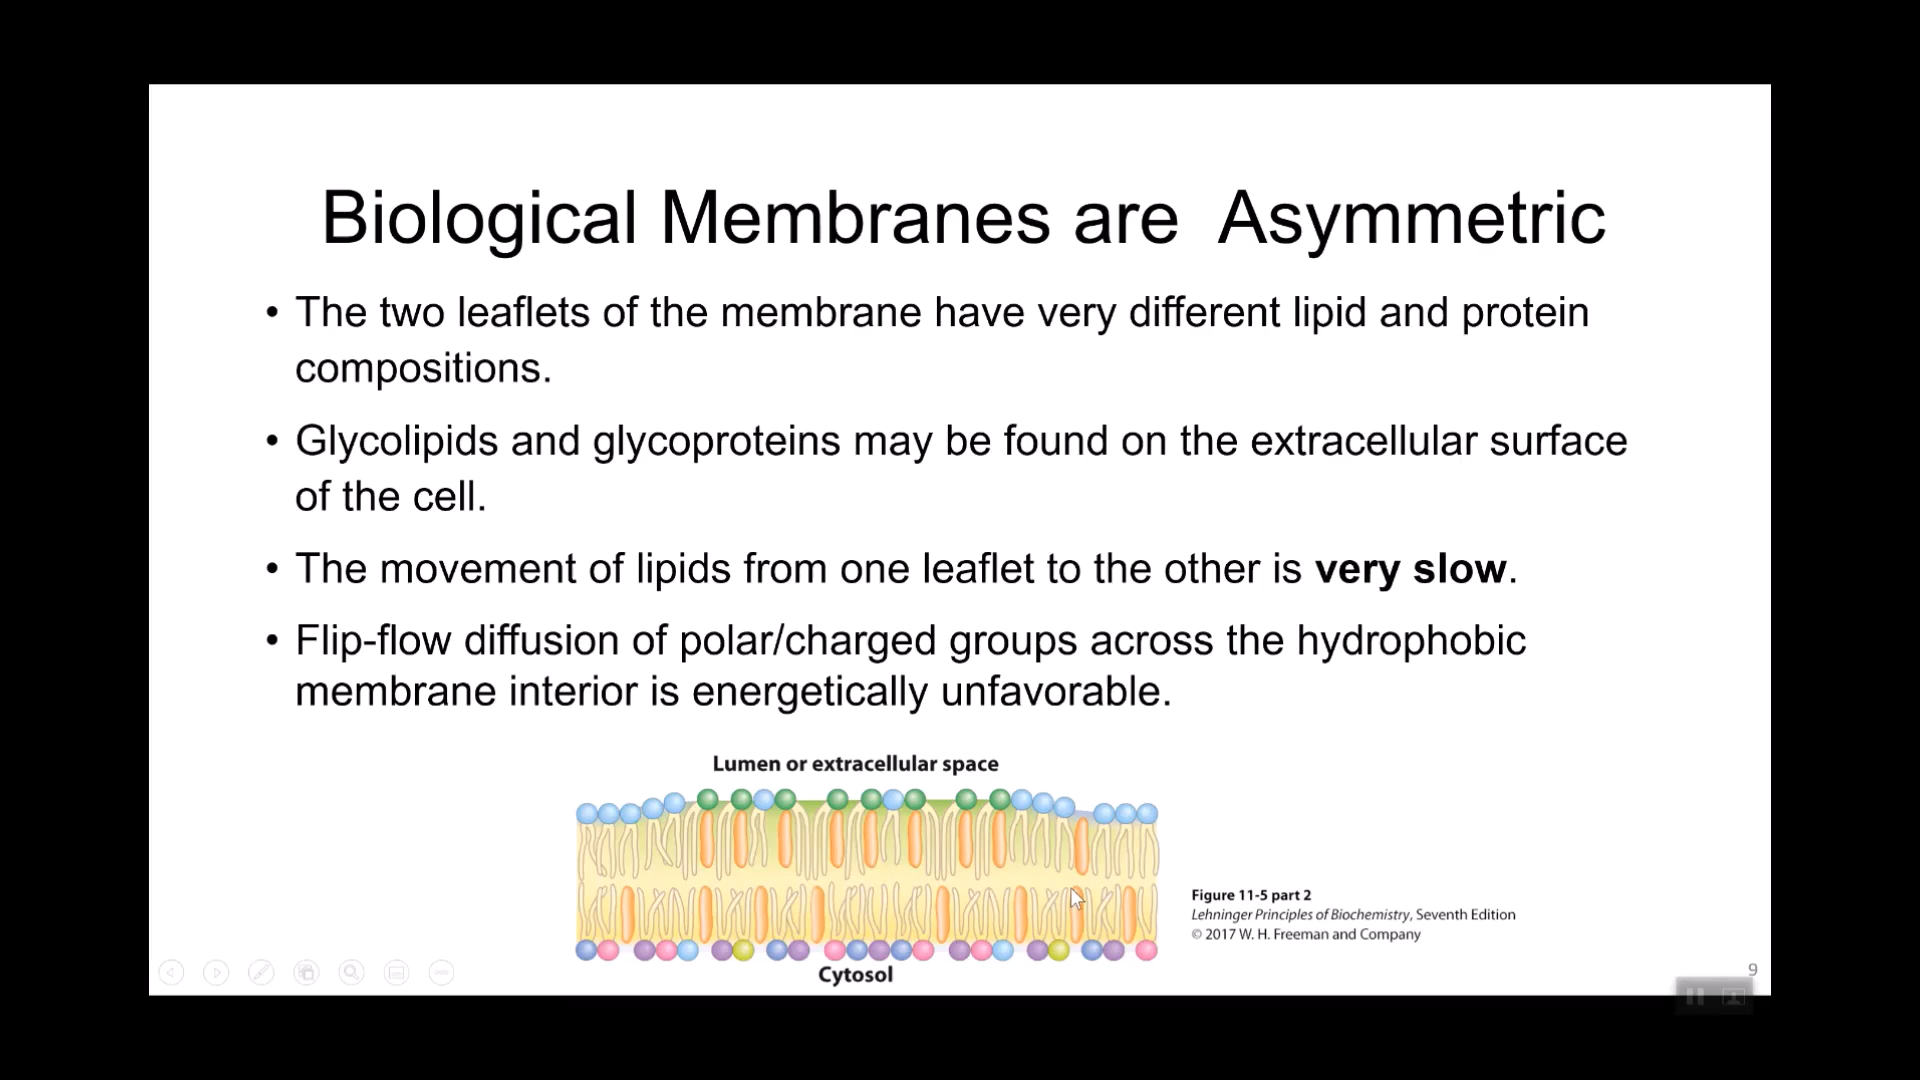 Biological Membranes are  Asymmetric
• The two leaflets of the membrane have very different lipid and protein
compositions.
• Glycolipids and glycoproteins may be found on the extracellular surface
of the cell.
• The movement of lipids from one leaflet to the other is very slow.
• Flip-flow diffusion of polar/charged groups across the hydrophobic
membrane interior is energetically unfavorable.
Lumen or extracellular space
Cytosol
Figure 11-5 part 2
Lehninger Principles of Biochemistry, Seventh Edition
© 2017 W. H. Freeman and Company
9